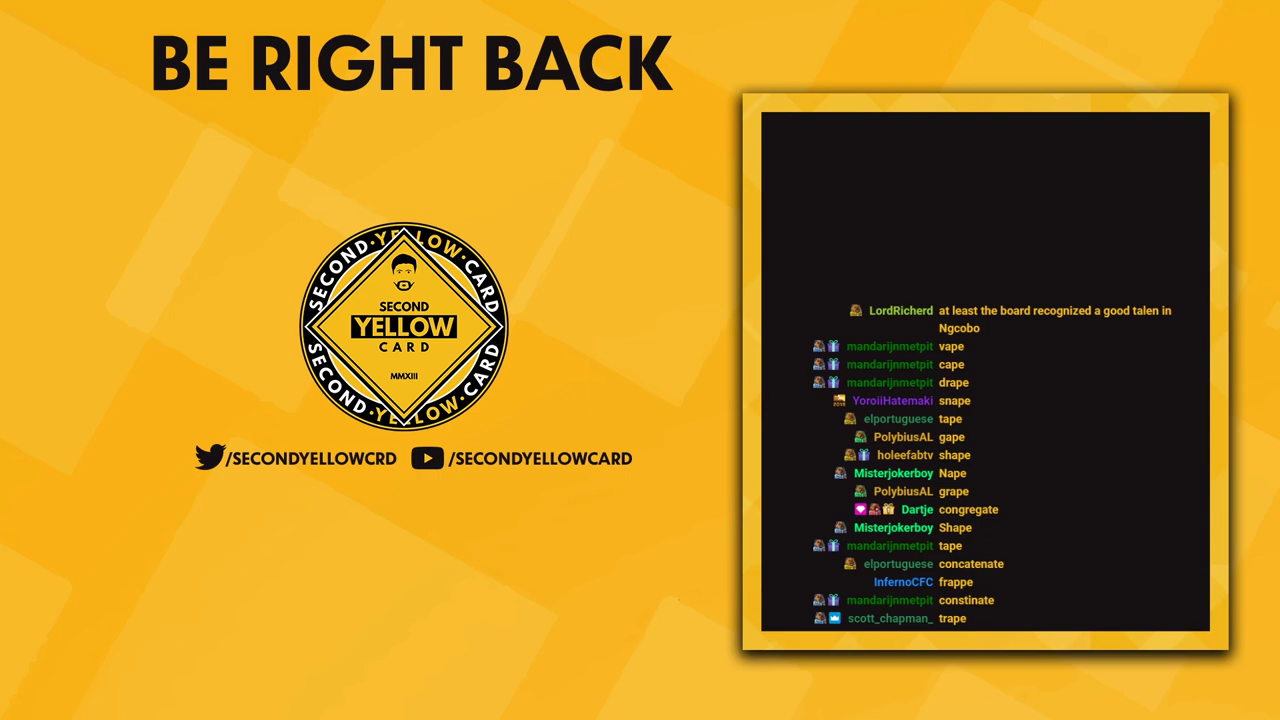 BE RIGHT BACK
SECOND·YELLOW·CARD
SECOND
YELLOW
CARD
MMXIII
SECOND·YELLOW·CARD
/SECONDYELLOWCRD /SECONDYELLOWCARD
LordRicherd at least the board recognized a good talen in
Ngcobo
mandarijnmetpit vape
mandarijnmetpit cape
mandarijnmetpit drape
YoroiiHatemaki snape
elportuguese tape
PolybiusAL gape
holeefabtv shape
Misterjokerboy Nape
PolybiusAL grape
Dartje congregate
Misterjokerboy Shape
mandarijnmetpit tape
elportuguese concatenate
InfernoCFC frappe
mandarijnmetpit constinate
scott_chapman_ trape